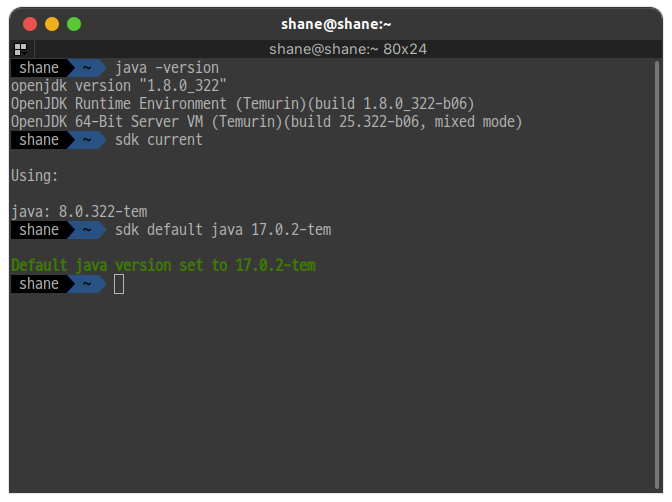 shane@shane:~
shane@shane:~ 80x24
shane ~ java -version
openjdk version "1.8.0_322"
OpenJDK Runtime Environment (Temurin)(build 1.8.0_322-b06)
OpenJDK 64-Bit Server VM (Temurin)(build 25.322-b06, mixed mode)
shane ~ sdk current
Using:
java: 8.0.322-tem
shane ~ sdk default java 17.0.2-tem
Default java version set to 17.0.2-tem
shane ~